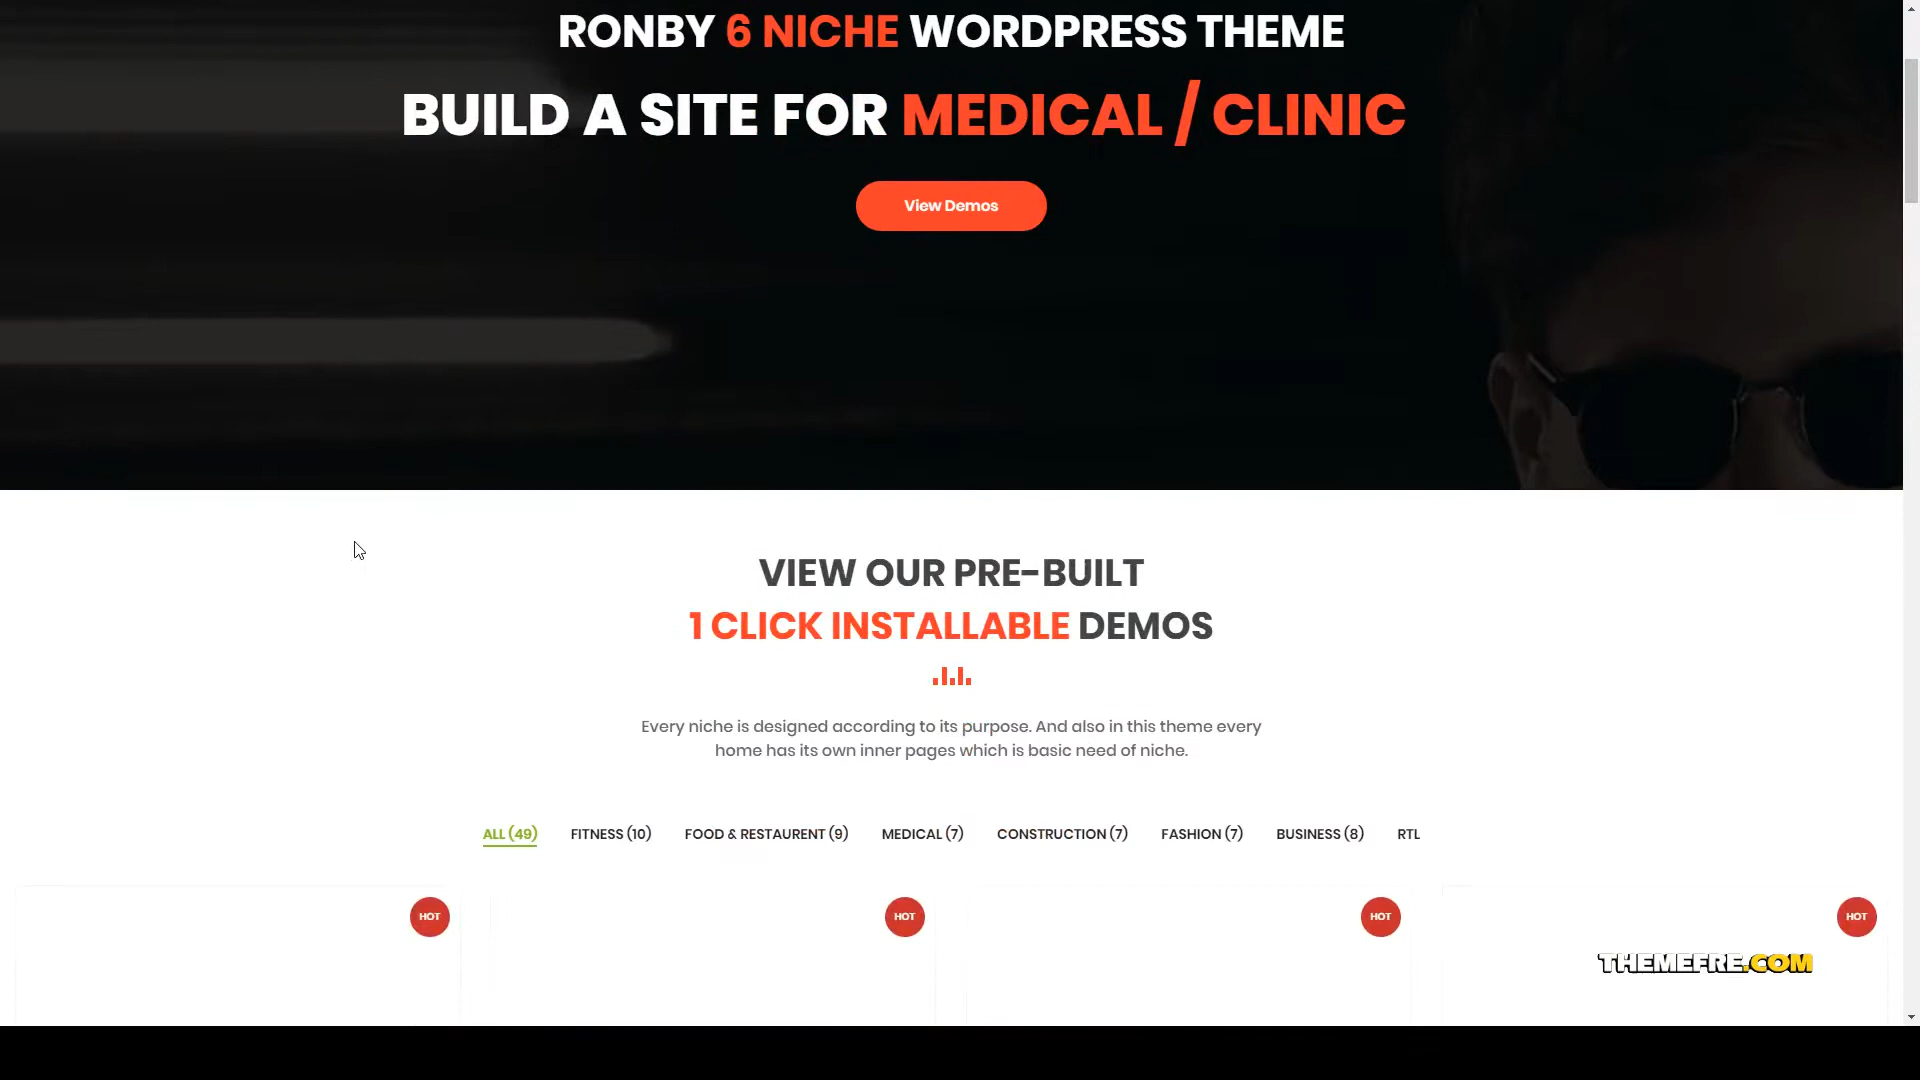 RONBY 6 NICHE WORDPRESS THEME
BUILD A SITE FOR MEDICAL / CLINIC
View Demos
VIEW OUR PRE-BUILT
1 CLICK INSTALLABLE DEMOS
Every niche is designed according to its purpose. And also in this theme every
home has its own inner pages which is basic need of niche.
ALL (49) FITNESS (10) FOOD & RESTAURENT (9) MEDICAL (7) CONSTRUCTION (7) FASHION (7) BUSINESS (8) RTL
HOT HOT HOT HOT
THEMEFRE.COM